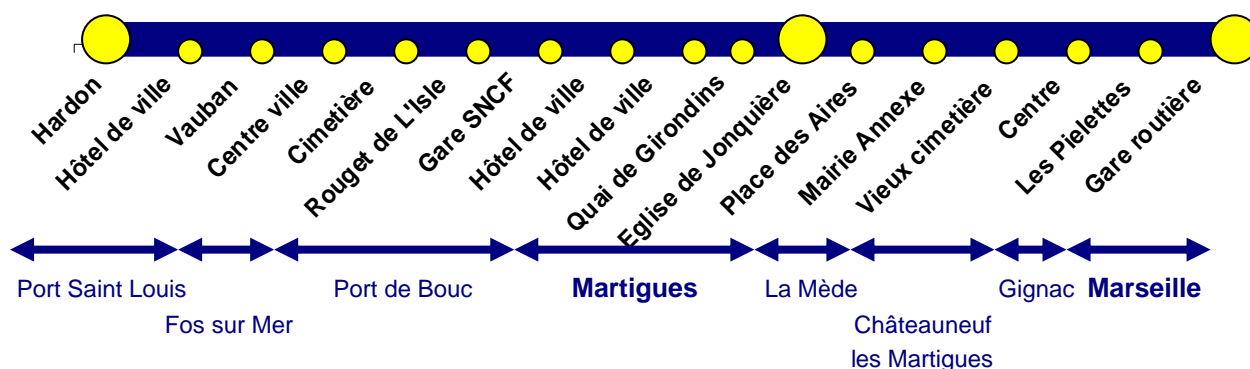 Hardon
Hôtel de ville
Vauban
Centre ville
Cimetière
Rouget de L'Isle
Gare SNCF
Hôtel de ville
Hôtel de ville
Quai de Girondins
Eglise de Jonquière
Place des Aires
Mairie Annexe
Vieux cimetière
Centre
Les Pielettes
Gare routière
Port Saint Louis
Fos sur Mer
Port de Bouc
Martigues
La Mède
Châteauneuf
les Martigues
Gignac
Marseille